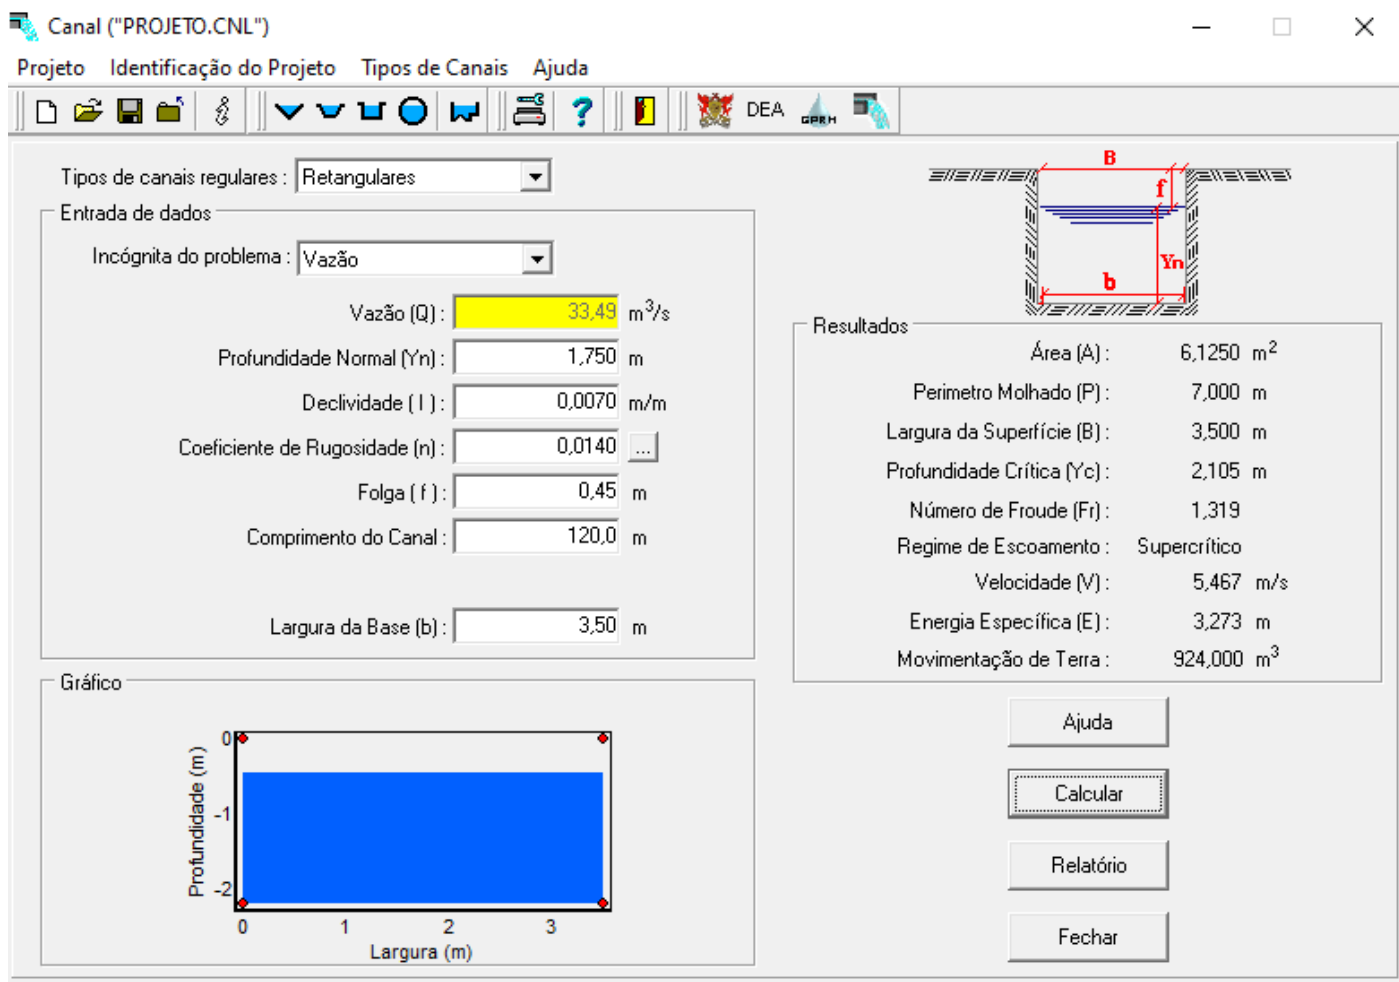 Canal ("PROJETO.CNL")
Projeto Identificação do Projeto Tipos de Canais Ajuda
DEA
GPRH
Tipos de canais regulares : Retangulares
Entrada de dados
Incógnita do problema : Vazão
Vazão (Q) : 33,49 m³/s
Profundidade Normal (Yn) : 1,750 m
Declividade ( I ) : 0,0070 m/m
Coeficiente de Rugosidade (n) : 0,0140 ...
Folga ( f ) : 0,45 m
Comprimento do Canal : 120,0 m
Largura da Base (b) : 3,50 m
Gráfico
Profundidade (m)
0
-1
-2
0 1 2 3
Largura (m)
B
f
Yn
b
Resultados
Área (A) : 6,1250 m²
Perimetro Molhado (P) : 7,000 m
Largura da Superfície (B) : 3,500 m
Profundidade Crítica (Yc) : 2,105 m
Número de Froude (Fr) : 1,319
Regime de Escoamento : Supercrítico
Velocidade (V) : 5,467 m/s
Energia Específica (E) : 3,273 m
Movimentação de Terra : 924,000 m³
Ajuda
Calcular
Relatório
Fechar